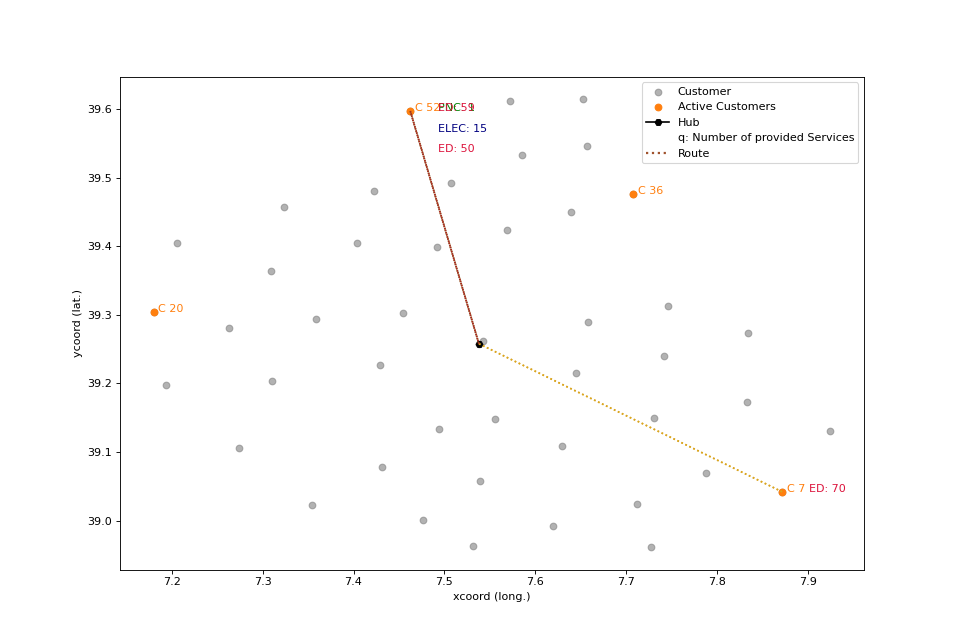 Customer
Active Customers
Hub
q: Number of provided Services
Route
ELEC: 15
ED: 50
C 36
C 20
C 7 ED: 70
39.6
39.5
39.4
39.3
39.2
39.1
39.0
ycoord (lat.)
7.2 7.3 7.4 7.5 7.6 7.7 7.8 7.9
xcoord (long.)